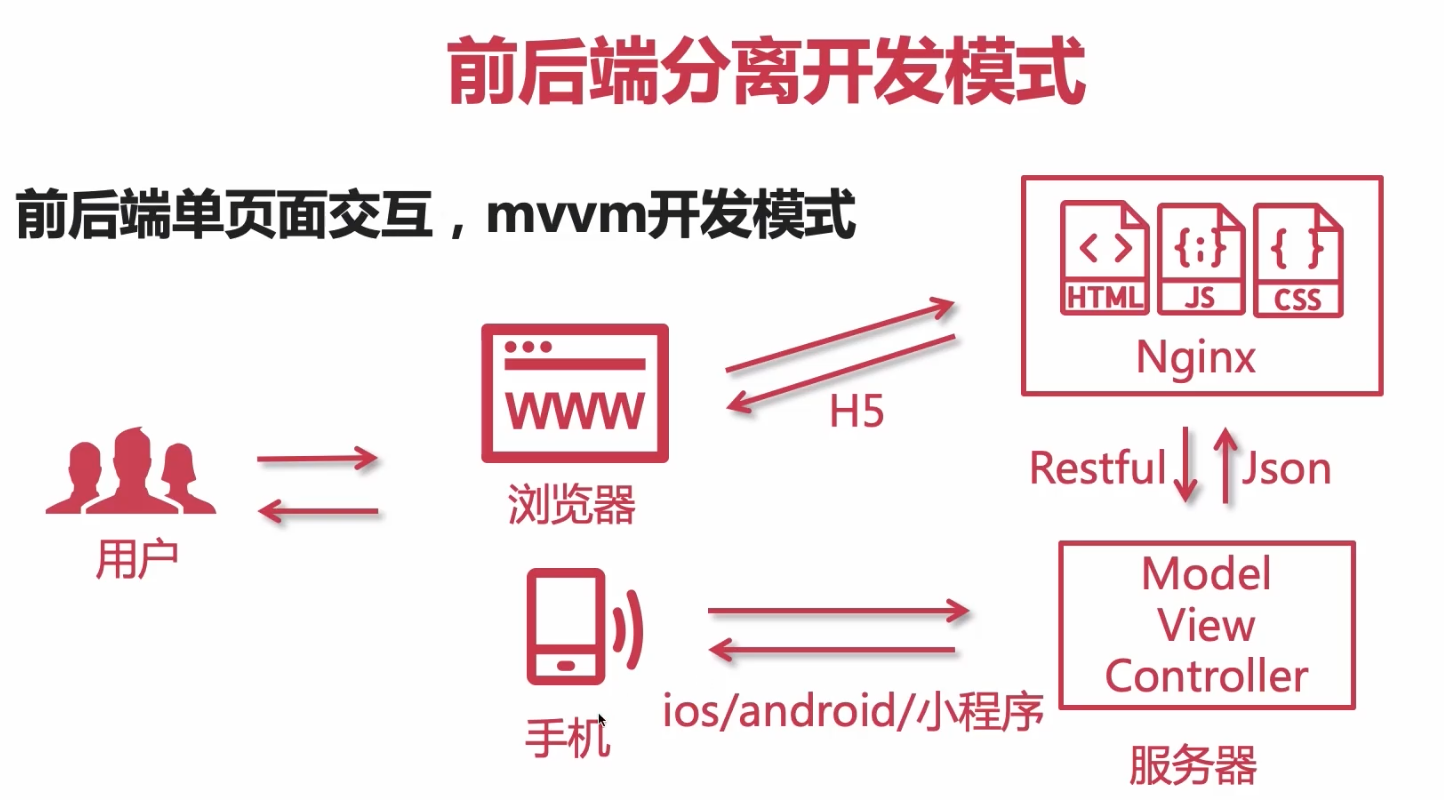 前后端分离开发模式
前后端单页面交互，mvvm开发模式
HTML
JS
CSS
Nginx
WWW
H5
浏览器
用户
Restful
Json
Model
View
Controller
服务器
手机
ios/android/小程序